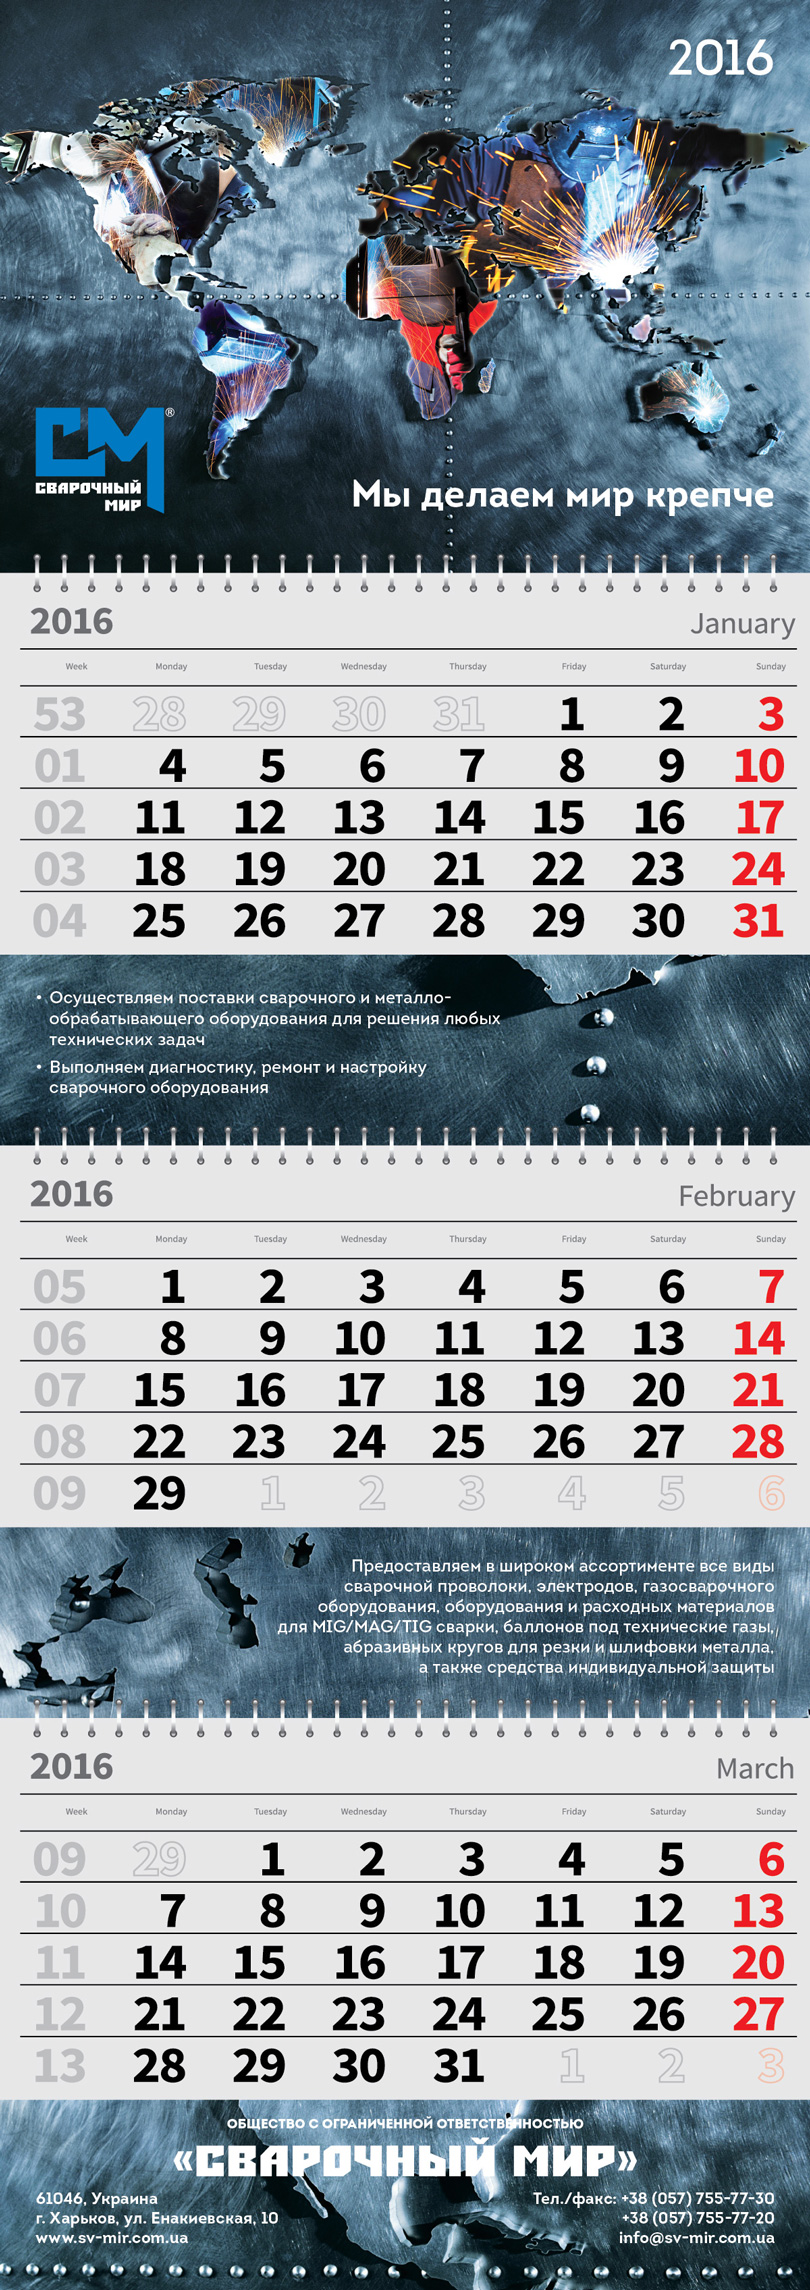 2016
СМ®
СВАРОЧНЫЙ
МИР
Мы делаем мир крепче
2016 January
Week Monday Tuesday Wednesday Thursday Friday Saturday Sunday
53 28 29 30 31 1 2 3
01 4 5 6 7 8 9 10
02 11 12 13 14 15 16 17
03 18 19 20 21 22 23 24
04 25 26 27 28 29 30 31
• Осуществляем поставки сварочного и металло-
обрабатывающего оборудования для решения любых
технических задач
• Выполняем диагностику, ремонт и настройку
сварочного оборудования
2016 February
Week Monday Tuesday Wednesday Thursday Friday Saturday Sunday
05 1 2 3 4 5 6 7
06 8 9 10 11 12 13 14
07 15 16 17 18 19 20 21
08 22 23 24 25 26 27 28
09 29 1 2 3 4 5 6
Предоставляем в широком ассортименте все виды
сварочной проволоки, электродов, газосварочного
оборудования, оборудования и расходных материалов
для MIG/MAG/TIG сварки, баллонов под технические газы,
абразивных кругов для резки и шлифовки металла,
а также средства индивидуальной защиты
2016 March
Week Monday Tuesday Wednesday Thursday Friday Saturday Sunday
09 29 1 2 3 4 5 6
10 7 8 9 10 11 12 13
11 14 15 16 17 18 19 20
12 21 22 23 24 25 26 27
13 28 29 30 31 1 2 3
ОБЩЕСТВО С ОГРАНИЧЕННОЙ ОТВЕТСТВЕННОСТЬЮ
«СВАРОЧНЫЙ МИР»
61046, Украина
г. Харьков, ул. Енакиевская, 10
www.sv-mir.com.ua
Тел./факс: +38 (057) 755-77-30
+38 (057) 755-77-20
info@sv-mir.com.ua